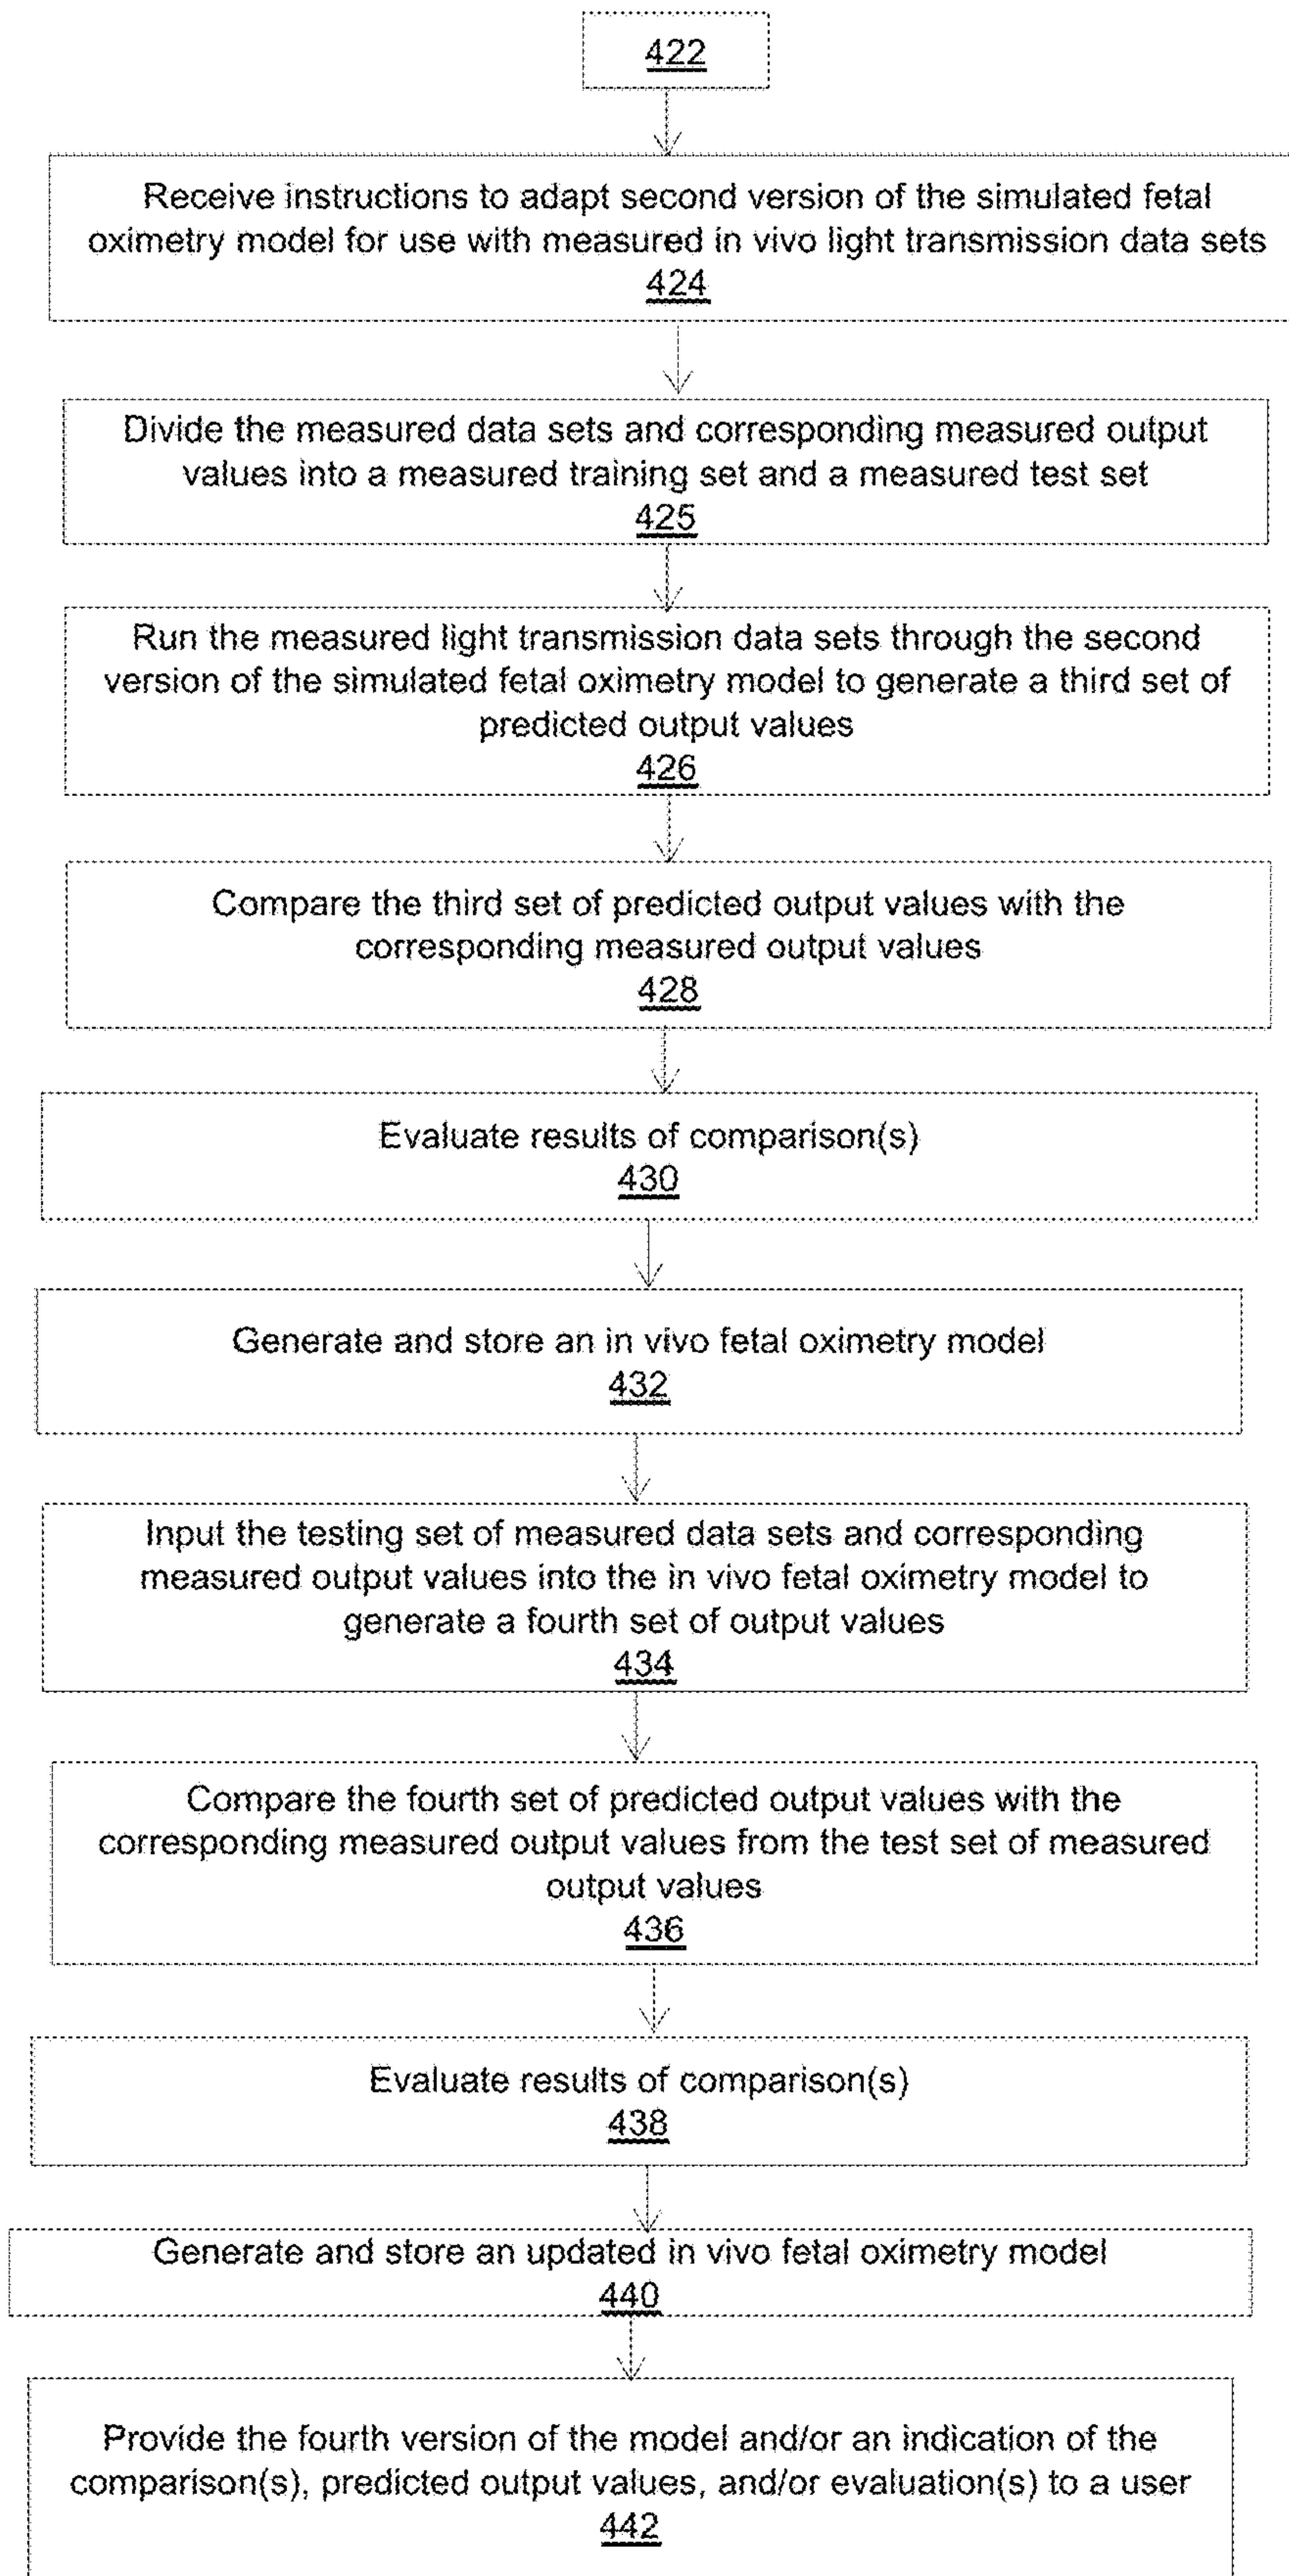 422
Receive instructions to adapt second version of the simulated fetal
oximetry model for use with measured in vivo light transmission data sets
424
Divide the measured data sets and corresponding measured output
values into a measured training set and a measured test set
425
Run the measured light transmission data sets through the second
version of the simulated fetal oximetry model to generate a third set of
predicted output values
426
Compare the third set of predicted output values with the
corresponding measured output values
428
Evaluate results of comparison(s)
430
Generate and store an in vivo fetal oximetry model
432
Input the testing set of measured data sets and corresponding
measured output values into the in vivo fetal oximetry model to
generate a fourth set of output values
434
Compare the fourth set of predicted output values with the
corresponding measured output values from the test set of measured
output values
436
Evaluate results of comparison(s)
438
Generate and store an updated in vivo fetal oximetry model
440
Provide the fourth version of the model and/or an indication of the
comparison(s), predicted output values, and/or evaluation(s) to a user
442